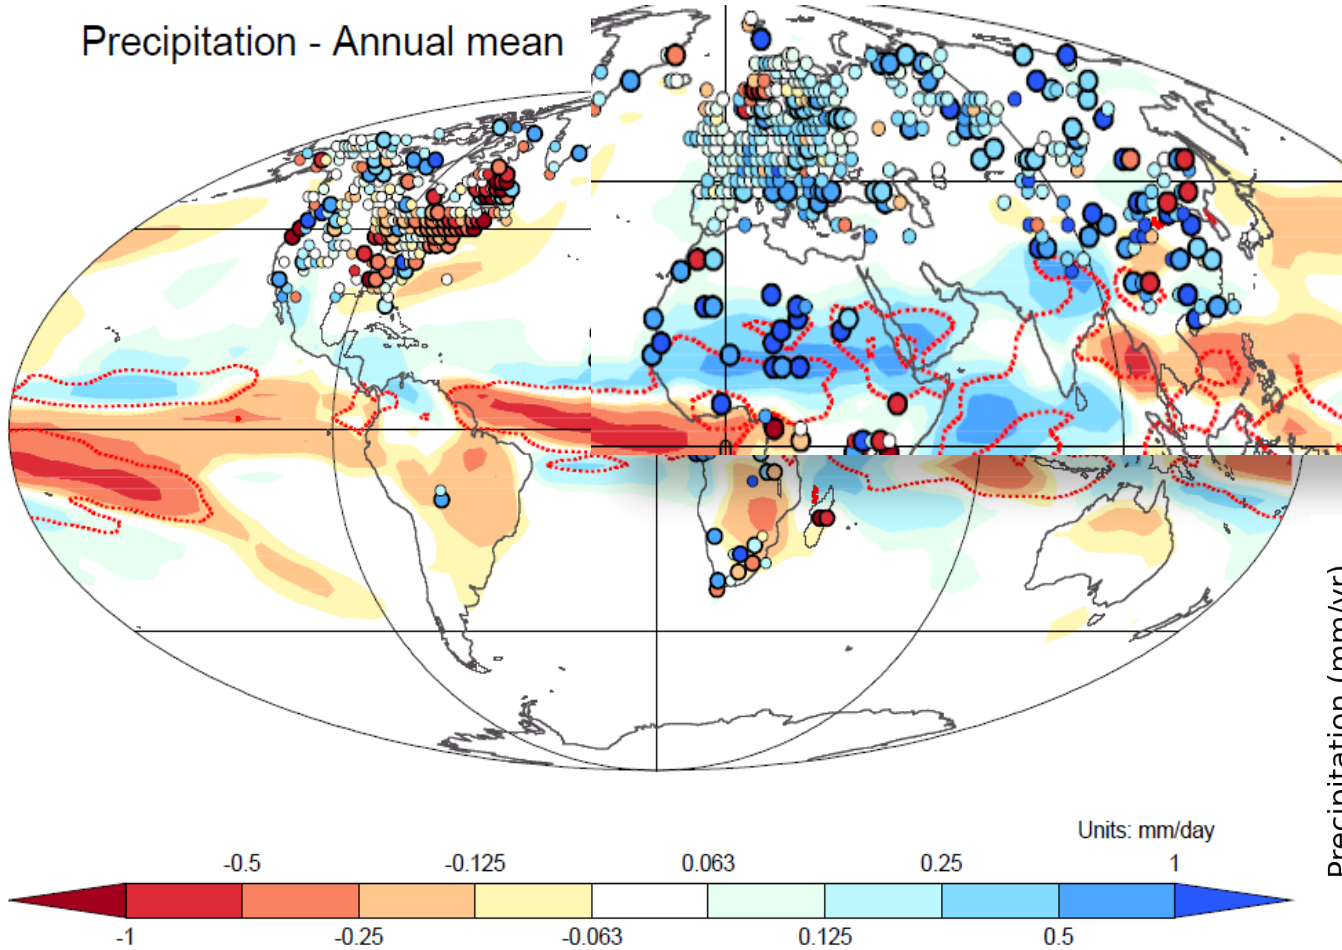 Precipitation - Annual mean
Precipitation (mm/yr)
Units: mm/day
-0.5 -0.125 0.063 0.25 1
-1 -0.25 -0.063 0.125 0.5